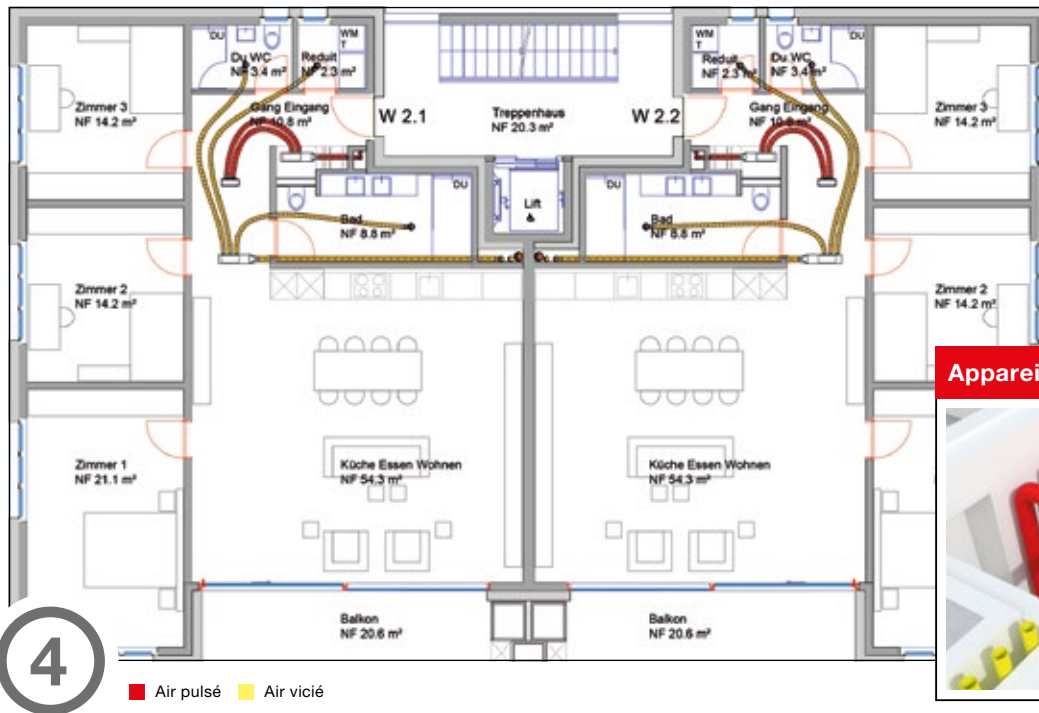 DU
Du WC
NF 3.4 m²
Reduit
NF 2.3 m²
WM
T
Zimmer 3
NF 14.2 m²
Gang Eingang
NF 10.8 m²
W 2.1
Treppenhaus
NF 20.3 m²
W 2.2
WM
T
Reduit
NF 2.3 m²
Du WC
NF 3.4 m²
DU
Gang Eingang
NF 10.8 m²
Zimmer 3
NF 14.2 m²
DU
Lift
DU
Bad
NF 8.8 m²
Bad
NF 8.8 m²
Zimmer 2
NF 14.2 m²
Zimmer 2
NF 14.2 m²
Zimmer 1
NF 21.1 m²
Küche Essen Wohnen
NF 54.3 m²
Küche Essen Wohnen
NF 54.3 m²
Balkon
NF 20.6 m²
Balkon
NF 20.6 m²
4
Air pulsé
Air vicié